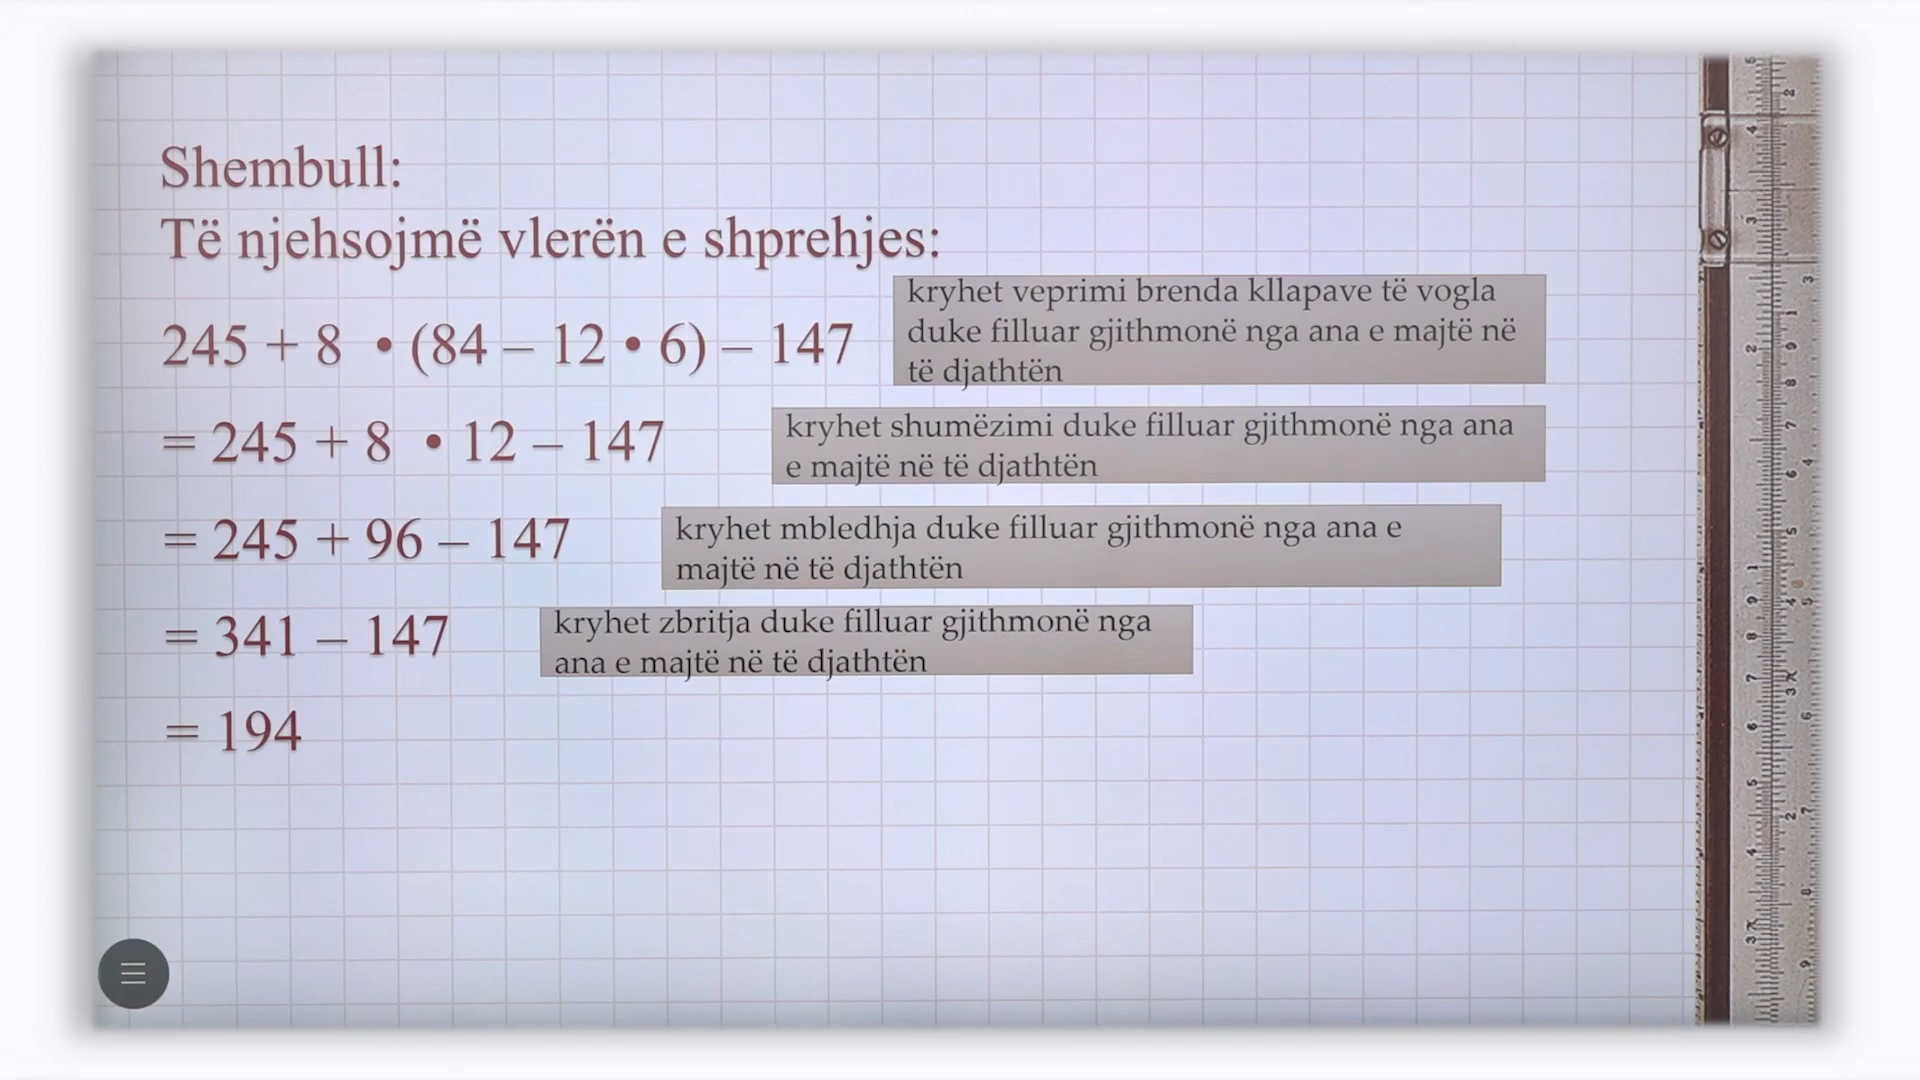 Shembull:
Të njehsojmë vlerën e shprehjes:
245 + 8 • (84 – 12 • 6) – 147
kryhet veprimi brenda kllapave të vogla
duke filluar gjithmonë nga ana e majtë në
të djathtën
= 245 + 8 • 12 – 147
kryhet shumëzimi duke filluar gjithmonë nga ana
e majtë në të djathtën
= 245 + 96 – 147
kryhet mbledhja duke filluar gjithmonë nga ana e
majtë në të djathtën
= 341 – 147
kryhet zbritja duke filluar gjithmonë nga
ana e majtë në të djathtën
= 194